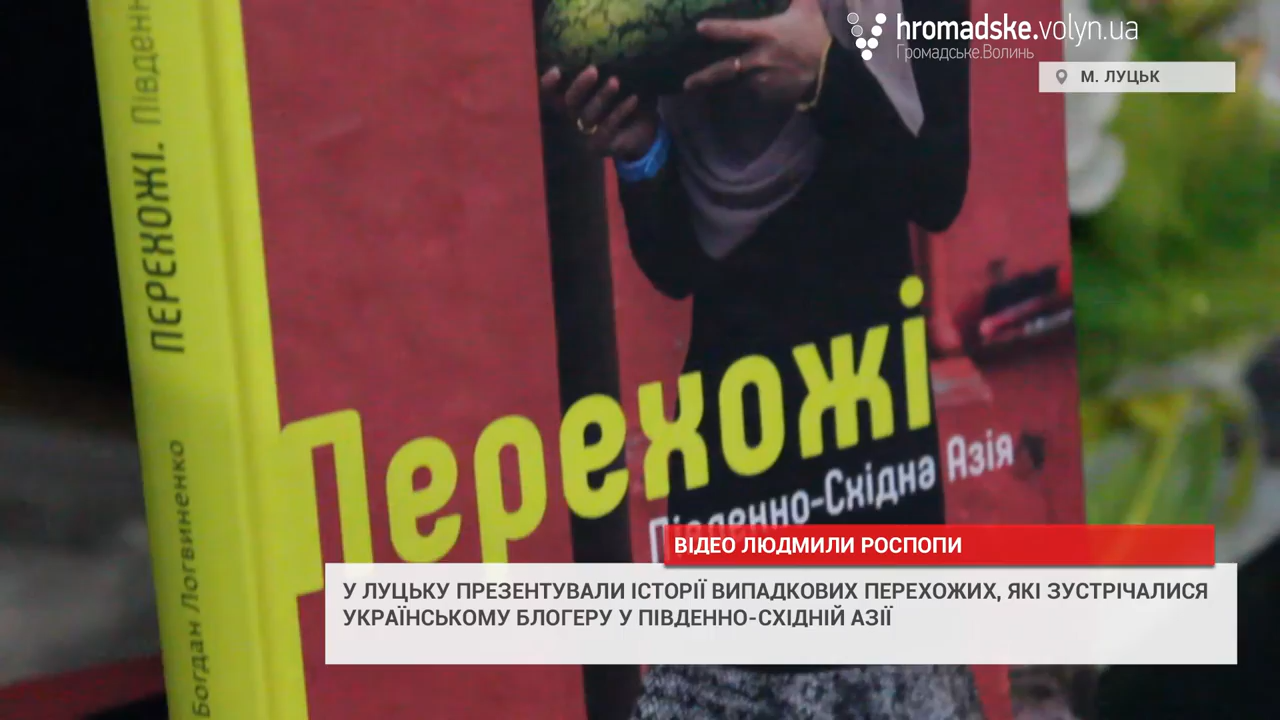 hromadske.volyn.ua
Громадське.Волинь
М. ЛУЦЬК
ПЕРЕХОЖІ.
Богдан Логвиненко
Перехожі
Південно-Східна Азія
ВІДЕО ЛЮДМИЛИ РОСПОПИ
У ЛУЦЬКУ ПРЕЗЕНТУВАЛИ ІСТОРІЇ ВИПАДКОВИХ ПЕРЕХОЖИХ, ЯКІ ЗУСТРІЧАЛИСЯ
УКРАЇНСЬКОМУ БЛОГЕРУ У ПІВДЕННО-СХІДНІЙ АЗІЇ